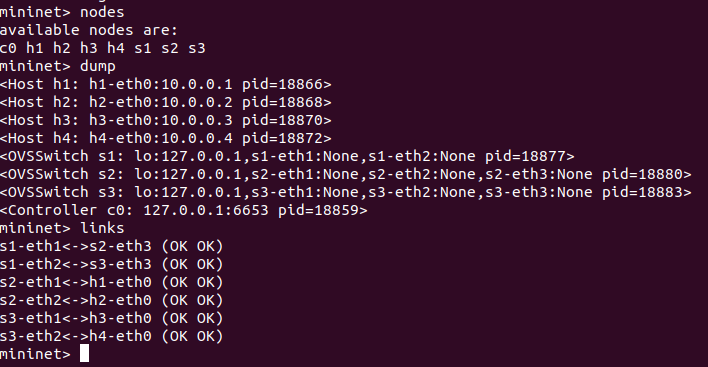 mininet> nodes
available nodes are:
c0 h1 h2 h3 h4 s1 s2 s3
mininet> dump
<Host h1: h1-eth0:10.0.0.1 pid=18866>
<Host h2: h2-eth0:10.0.0.2 pid=18868>
<Host h3: h3-eth0:10.0.0.3 pid=18870>
<Host h4: h4-eth0:10.0.0.4 pid=18872>
<OVSSwitch s1: lo:127.0.0.1,s1-eth1:None,s1-eth2:None pid=18877>
<OVSSwitch s2: lo:127.0.0.1,s2-eth1:None,s2-eth2:None,s2-eth3:None pid=18880>
<OVSSwitch s3: lo:127.0.0.1,s3-eth1:None,s3-eth2:None,s3-eth3:None pid=18883>
<Controller c0: 127.0.0.1:6653 pid=18859>
mininet> links
s1-eth1<->s2-eth3 (OK OK)
s1-eth2<->s3-eth3 (OK OK)
s2-eth1<->h1-eth0 (OK OK)
s2-eth2<->h2-eth0 (OK OK)
s3-eth1<->h3-eth0 (OK OK)
s3-eth2<->h4-eth0 (OK OK)
mininet>